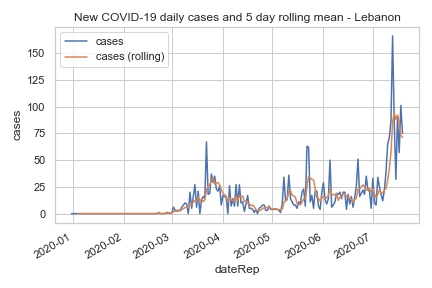 New COVID-19 daily cases and 5 day rolling mean - Lebanon
cases
cases (rolling)
150
125
100
75
50
25
0
cases
2020-01
2020-02
2020-03
2020-04
2020-05
2020-06
2020-07
dateRep